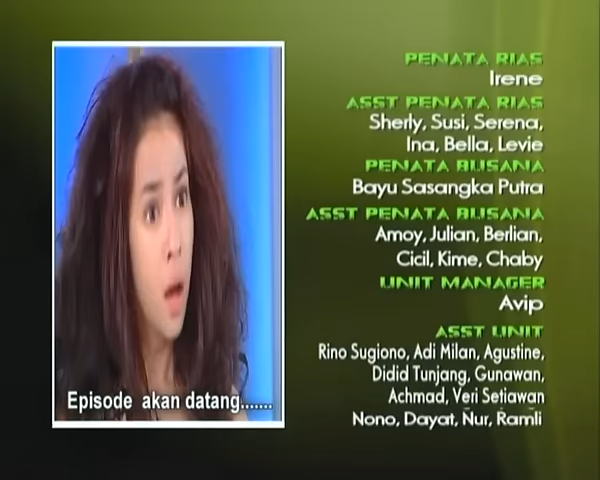 Episode akan datang.......
PENATA RIAS
Irene
ASST PENATA RIAS
Sherly, Susi, Serena,
Ina, Bella, Levie
PENATA BUSANA
Bayu Sasangka Putra
ASST PENATA BUSANA
Amoy, Julian, Berlian,
Cicil, Kime, Chaby
UNIT MANAGER
Avip
ASST UNIT
Rino Sugiono, Adi Milan, Agustine,
Didid Tunjang, Gunawan,
Achmad, Veri Setiawan
Nono, Dayat, Nur, Ramli